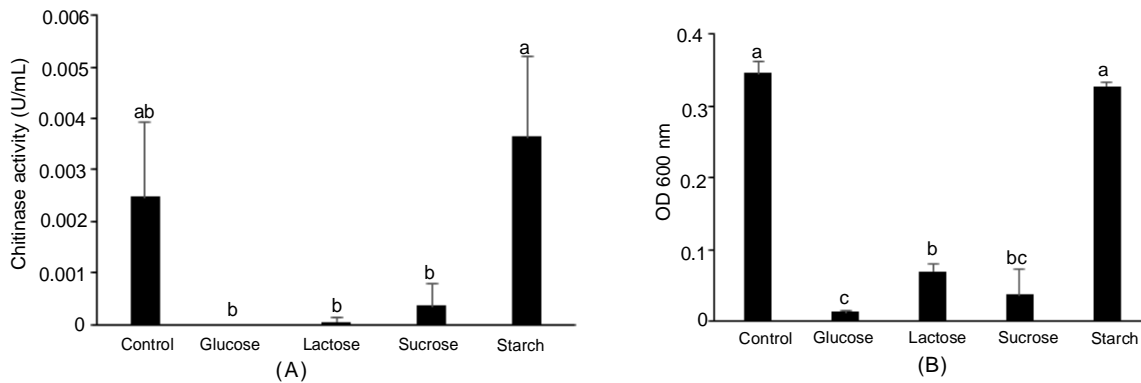 Chitinase activity (U/mL)
0.006
0.005
0.004
0.003
0.002
0.001
0
ab
b
b
b
a
Control Glucose Lactose Sucrose Starch
(A)
OD 600 nm
0.4
0.3
0.2
0.1
0
a
c
b
bc
a
Control Glucose Lactose Sucrose Starch
(B)